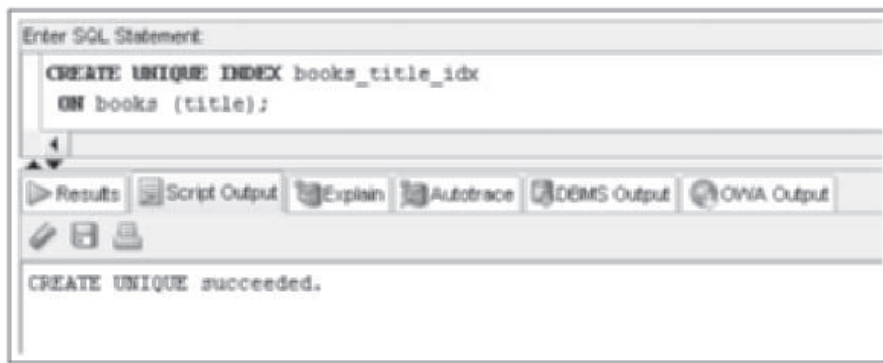 Enter SQL Statement:
CREATE UNIQUE INDEX books_title_idx
ON books (title);
Results Script Output Explain Autotrace DBMS Output OWA Output
CREATE UNIQUE succeeded.